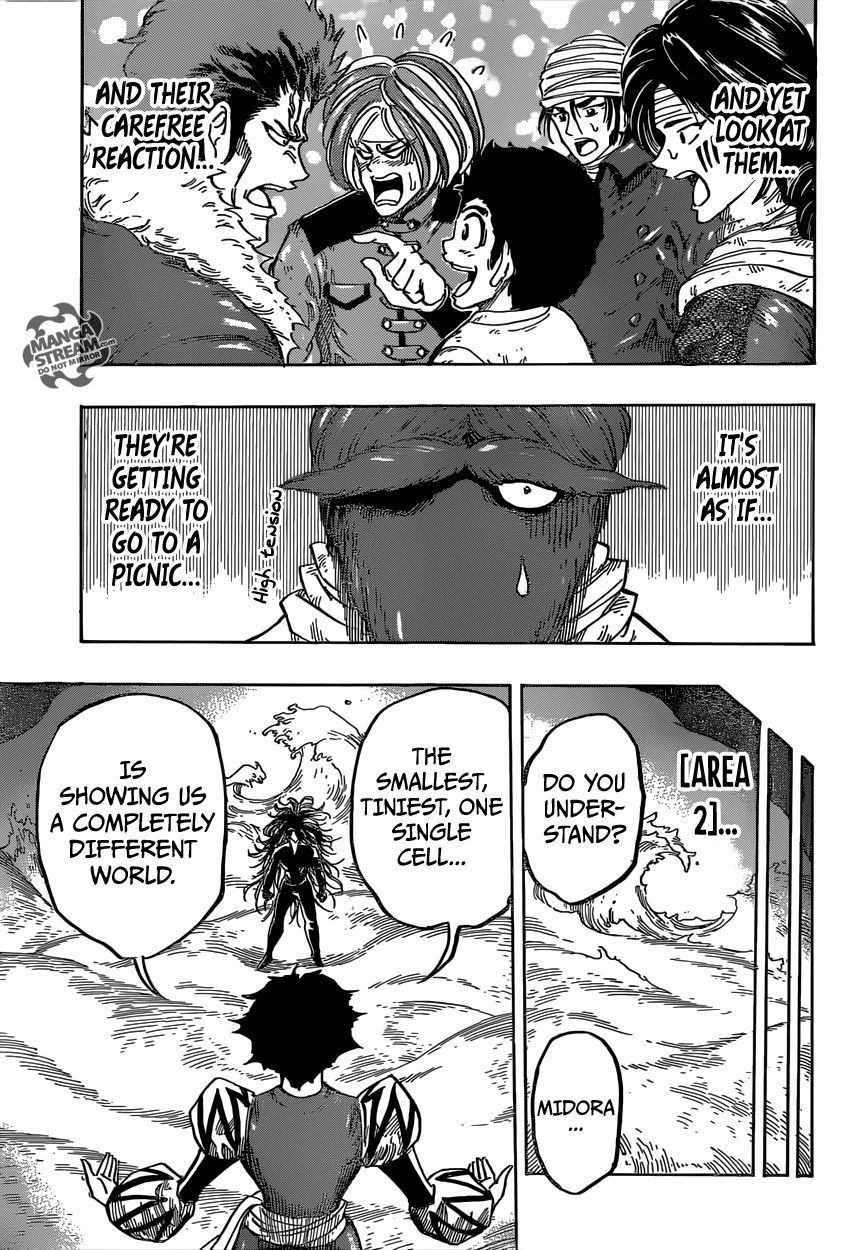 AND YET
LOOK AT
THEM...
AND THEIR
CAREFREE
REACTION...
MANGA
STREAM.com
DO NOT MIRROR
IT'S
ALMOST
AS IF...
THEY'RE
GETTING
READY TO
GO TO A
PICNIC...
High tension
[AREA
2]...
DO YOU
UNDER-
STAND?
MIDORA
...
THE
SMALLEST,
TINIEST, ONE
SINGLE
CELL...
IS
SHOWING US
A COMPLETELY
DIFFERENT
WORLD.